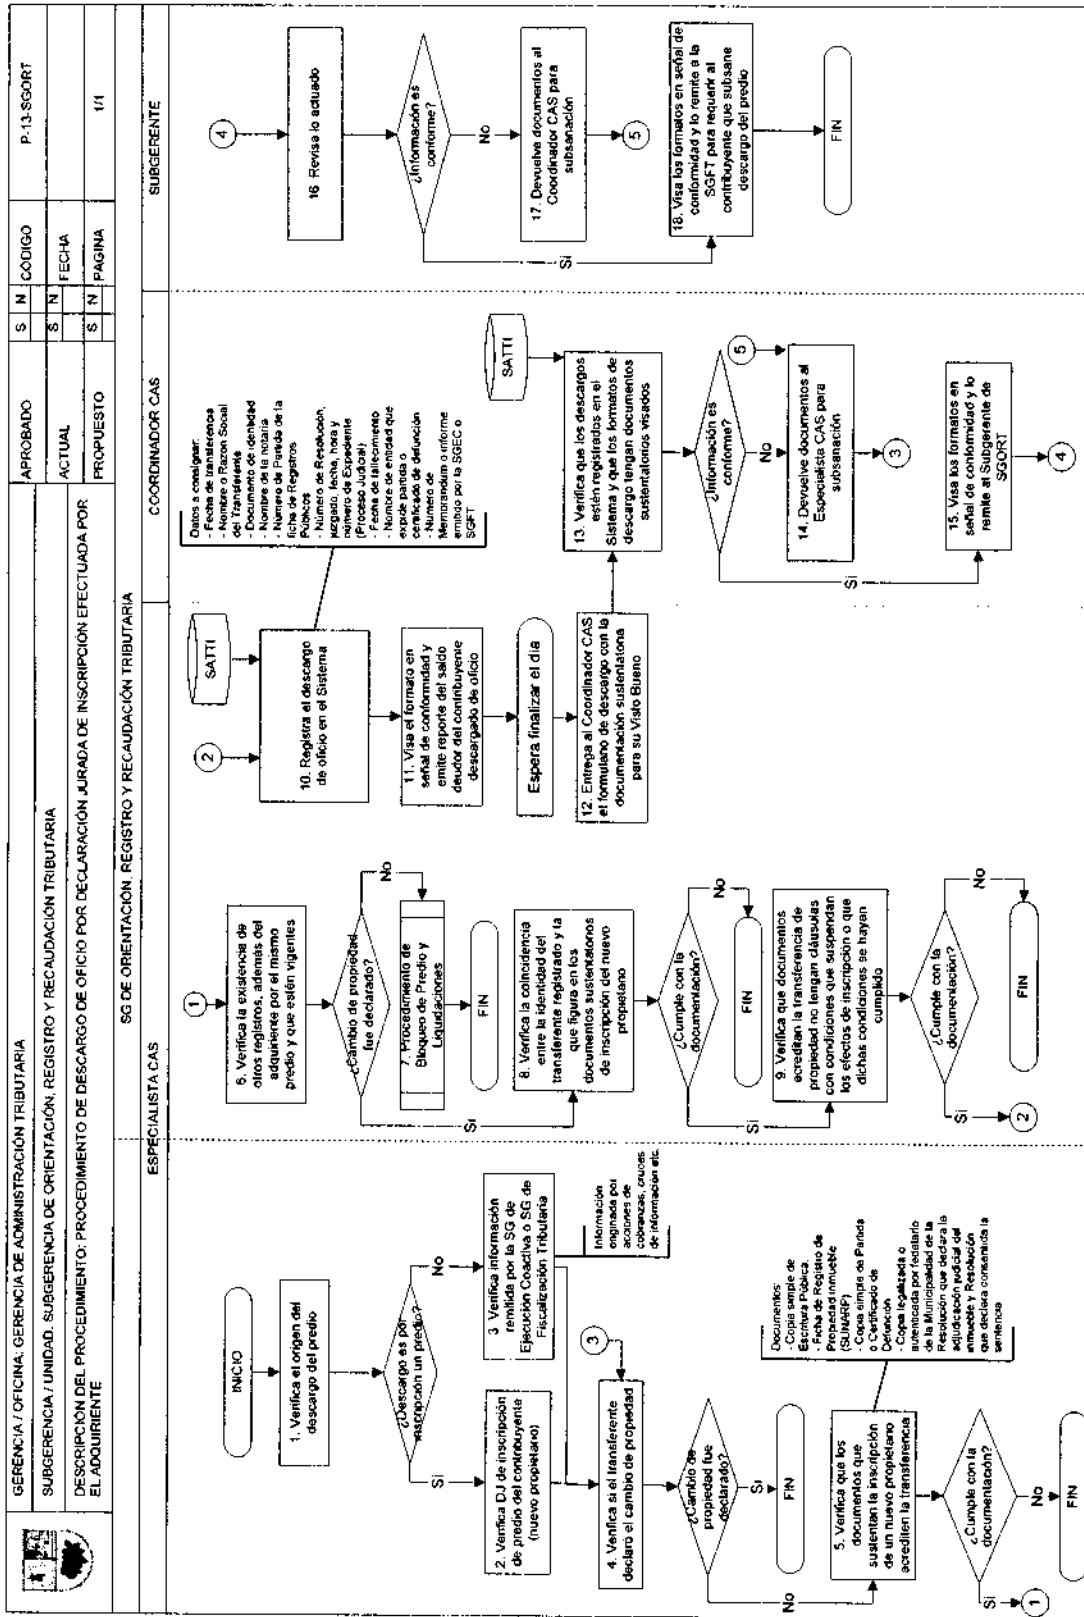 GERENCIA / OFICINA: GERENCIA DE ADMINISTRACIÓN TRIBUTARIA
SUBGERENCIA / UNIDAD. SUBGERENCIA DE ORIENTACIÓN, REGISTRO Y RECAUDACIÓN TRIBUTARIA
DESCRIPCIÓN DEL PROCEDIMIENTO: PROCEDIMIENTO DE DESCARGO DE OFICIO POR DECLARACIÓN JURADA DE INSCRIPCIÓN EFECTUADA POR
EL ADQUIRIENTE
APROBADO S N CÓDIGO P-13-SGORT
ACTUAL S N FECHA
PROPUESTO S N PAGINA 1/1
SG DE ORIENTACIÓN, REGISTRO Y RECAUDACIÓN TRIBUTARIA
ESPECIALISTA CAS
COORDINADOR CAS
SUBGERENTE
INICIO
1. Verifica el origen del
descargo del predio
¿Descargo es por
inscripción un predio?
Si
No
2. Verifica DJ de inscripción
de predio del contribuyente
(nuevo propietario)
3 Verifica información
remitida por la SG de
Ejecución Coactiva o SG de
Fiscalización Tributaria
Información
originada por
acciones de
cobranzas, cruces
de información etc.
3
4. Verifica si el transferente
declaró el cambio de propiedad
¿Cambio de
propiedad fue
declarado?
Si
FIN
No
5. Verifica que los
documentos que
sustentan la inscripción
de un nuevo propietario
acrediten la transferencia
Documentos:
- Copia simple de
Escritura Pública.
- Ficha de Registro de
Propiedad Inmueble
(SUNARP)
- Copia simple de Partida
o Certificado de
Defunción
- Copia legalizada o
autenticada por fedatario
de la Municipalidad de la
Resolución que declara la
adjudicación judicial del
inmueble y Resolución
que declara consentida la
sentencia
¿Cumple con la
documentación?
Si
1
No
FIN
1
6. Verifica la existencia de
otros registros, además del
adquiriente por el mismo
predio y que estén vigentes
¿Cambio de propiedad
fue declarado?
No
7. Procedimiento de
Bloqueo de Predio y
Liquidaciones
FIN
Si
8. Verifica la coincidencia
entre la identidad del
transferente registrado y la
que figura en los
documentos sustentatorios
de inscripción del nuevo
propietario
¿Cumple con la
documentación?
No
FIN
Si
9. Verifica que documentos
acreditan la transferencia de
propiedad no tengan cláusulas
con condiciones que suspendan
los efectos de inscripción o que
dichas condiciones se hayan
cumplido
¿Cumple con la
documentación?
No
FIN
Si
2
2
SATTI
10. Registra el descargo
de oficio en el Sistema
Datos a consignar:
- Fecha de transferencia
- Nombre o Razón Social
del Transferente
- Documento de identidad
- Nombre de la notaría
- Número de Partida de la
ficha de Registros
Públicos
- Número de Resolución,
juzgado, fecha, hora y
número de Expediente
(Proceso Judicial)
- Fecha de fallecimiento
- Nombre de entidad que
expide partida o
certificado de defunción
- Numero de
Memorandum o informe
emitido por la SGEC o
SGFT
11. Visa el formato en
señal de conformidad y
emite reporte del saldo
deudor del contribuyente
descargado de oficio
Espera finalizar el día
12. Entrega al Coordinador CAS
el formulario de descargo con la
documentación sustentatoria
para su Visto Bueno
SATTI
13. Verifica que los descargos
estén registrados en el
Sistema y que los formatos de
descargo tengan documentos
sustentatorios visados
¿Información es
conforme?
No
5
14. Devuelve documentos al
Especialista CAS para
subsanación
3
Si
15. Visa los formatos en
señal de conformidad y lo
remite al Subgerente de
SGORT
4
4
16 Revisa lo actuado
¿Información es
conforme?
No
17. Devuelve documentos al
Coordinador CAS para
subsanación
5
Si
18. Visa los formatos en señal de
conformidad y lo remite a la
SGFT para requerir al
contribuyente que subsane
descargo del predio
FIN